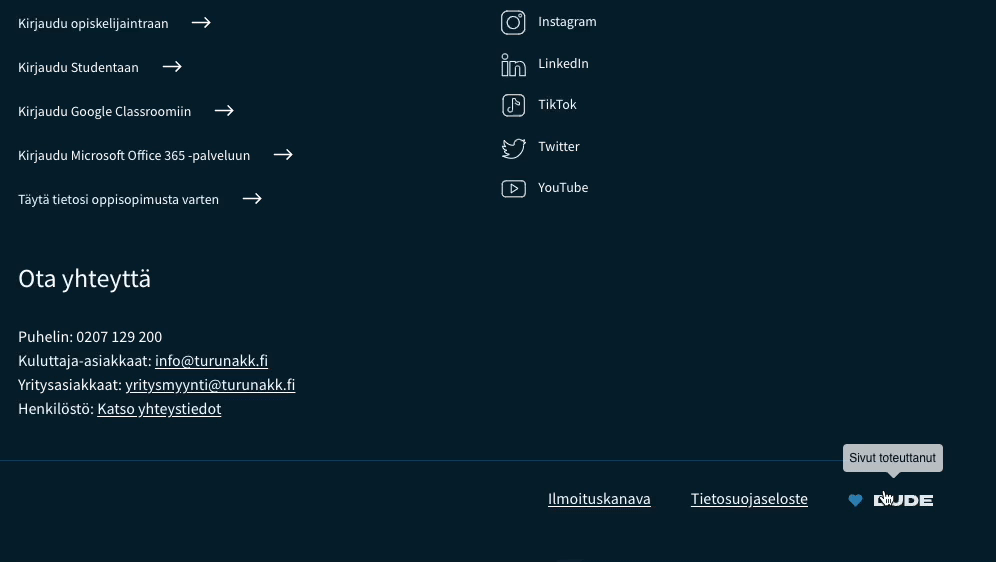 Kirjaudu opiskelijaintraan
Kirjaudu Studentaan
Kirjaudu Google Classroomiin
Kirjaudu Microsoft Office 365 -palveluun
Täytä tietosi oppisopimusta varten
Instagram
LinkedIn
TikTok
Twitter
YouTube
Ota yhteyttä
Puhelin: 0207 129 200
Kuluttaja-asiakkaat: info@turunakk.fi
Yritysasiakkaat: yritysmyynti@turunakk.fi
Henkilöstö: Katso yhteystiedot
Sivut toteuttanut
Ilmoituskanava Tietosuojaseloste DUDE